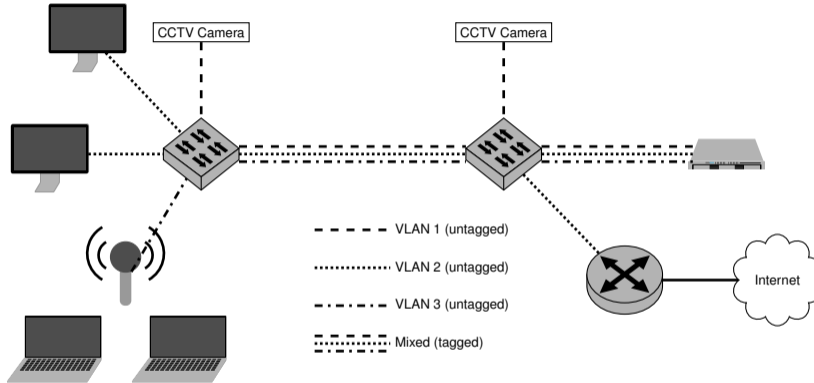 CCTV Camera
CCTV Camera
VLAN 1 (untagged)
VLAN 2 (untagged)
VLAN 3 (untagged)
Mixed (tagged)
Internet